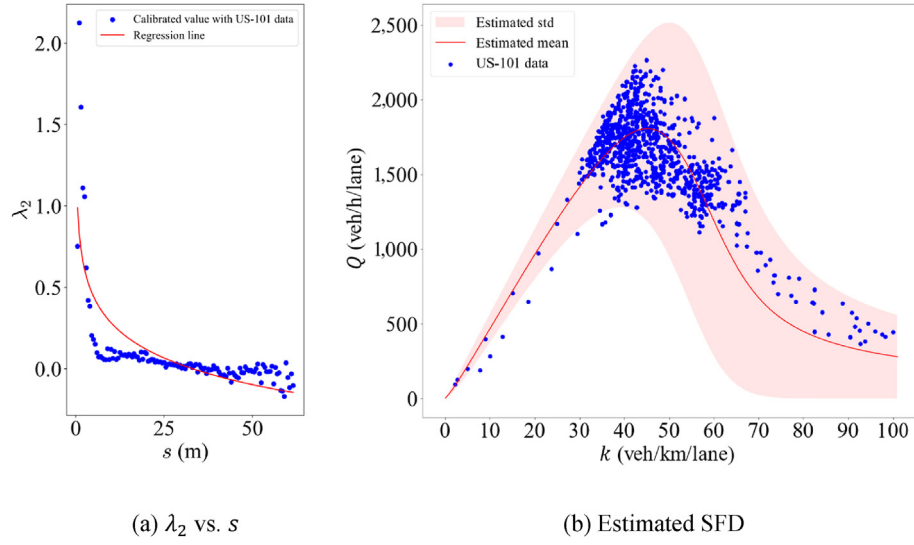 Calibrated value with US-101 data
Regression line
2.0
1.5
1.0
0.5
0.0
λ₂
0
25
50
s (m)
(a) λ₂ vs. s
Estimated std
Estimated mean
US-101 data
2,500
2,000
1,500
1,000
500
0
Q (veh/h/lane)
0 10 20 30 40 50 60 70 80 90 100
k (veh/km/lane)
(b) Estimated SFD